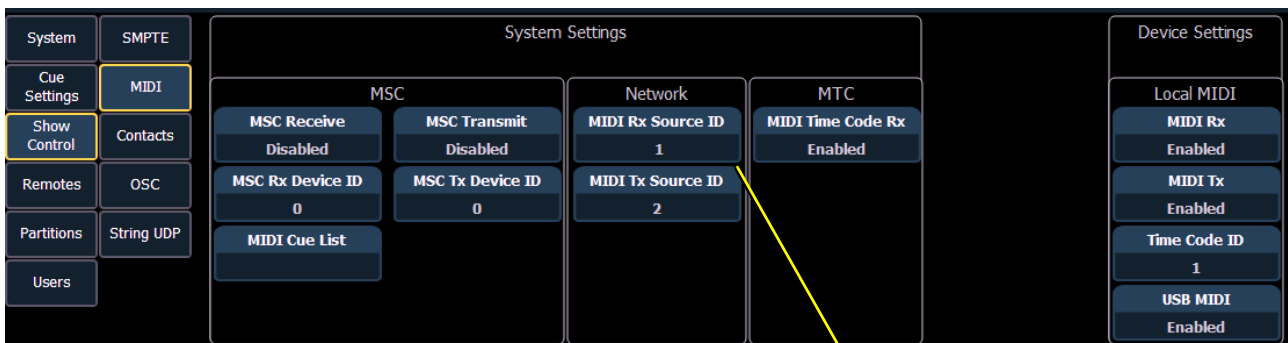 System
SMPTE
System Settings
Device Settings
Cue
Settings
MIDI
MSC
Network
MTC
Local MIDI
Show
Control
Contacts
MSC Receive
Disabled
MSC Transmit
Disabled
MIDI Rx Source ID
1
MIDI Time Code Rx
Enabled
MIDI Rx
Enabled
Remotes
OSC
MSC Rx Device ID
0
MSC Tx Device ID
0
MIDI Tx Source ID
2
MIDI Tx
Enabled
Partitions
String UDP
MIDI Cue List
Time Code ID
1
Users
USB MIDI
Enabled